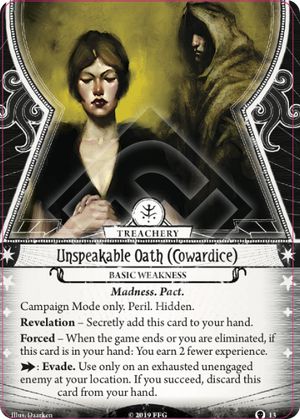 TREACHERY
Unspeakable Oath (Cowardice)
BASIC WEAKNESS
Madness. Pact.
Campaign Mode only. Peril. Hidden.
Revelation – Secretly add this card to your hand.
Forced – When the game ends or you are eliminated, if
this card is in your hand: You earn 2 fewer experience.
: Evade. Use only on an exhausted unengaged
enemy at your location. If you succeed, discard this
card from your hand.
Illus. Daarken
© 2019 FFG
13